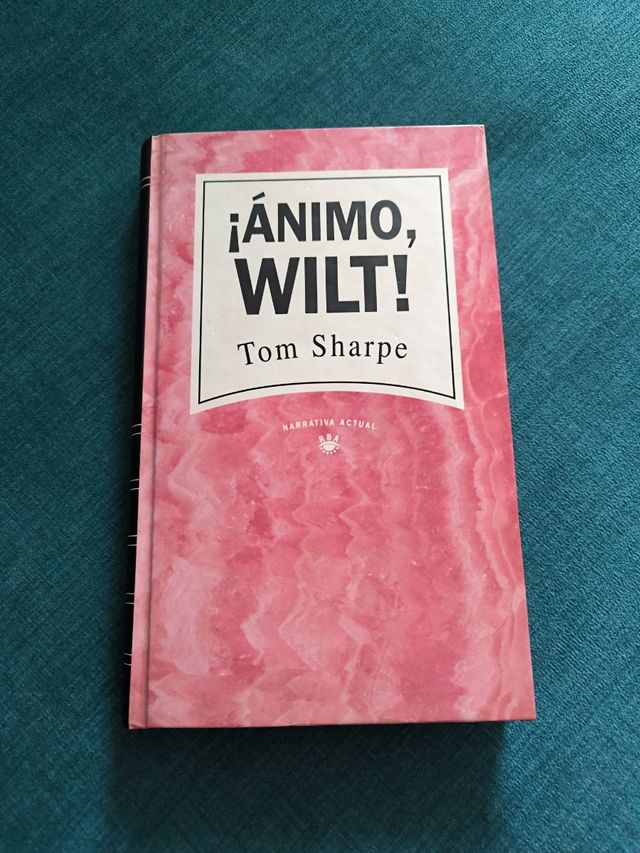 ¡ÁNIMO,
WILT!
Tom Sharpe
NARRATIVA ACTUAL
RBA